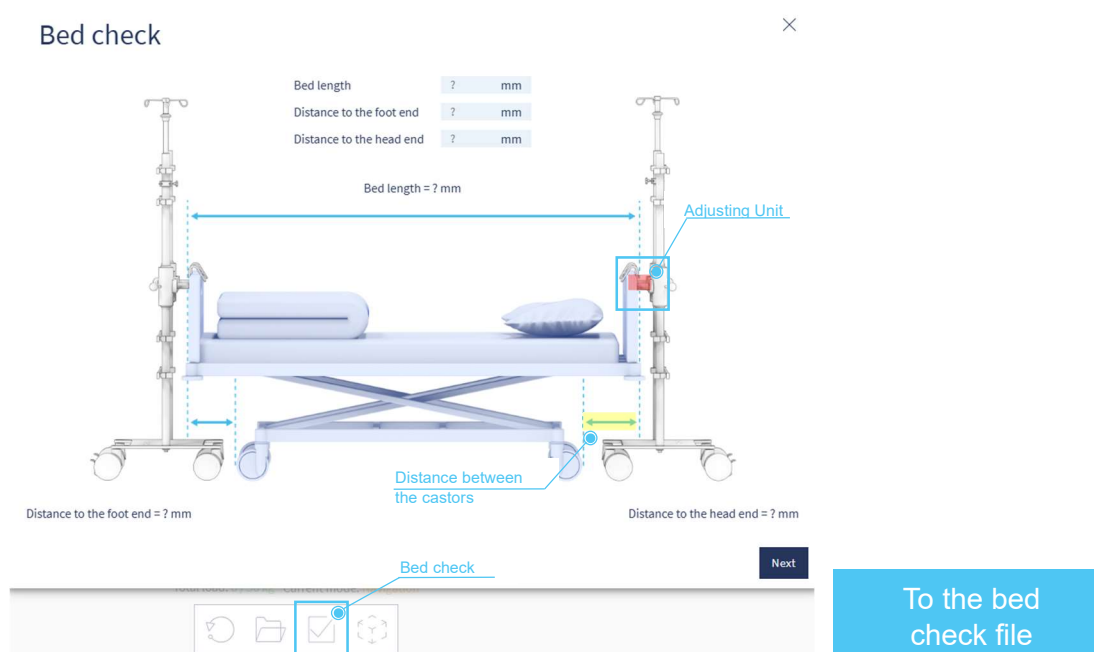 Bed check
Bed length ? mm
Distance to the foot end ? mm
Distance to the head end ? mm
Bed length = ? mm
Adjusting Unit
Distance between
the castors
Distance to the foot end = ? mm
Distance to the head end = ? mm
Next
Bed check
Current mode:
To the bed
check file